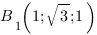 B₁(1; √3; 1)